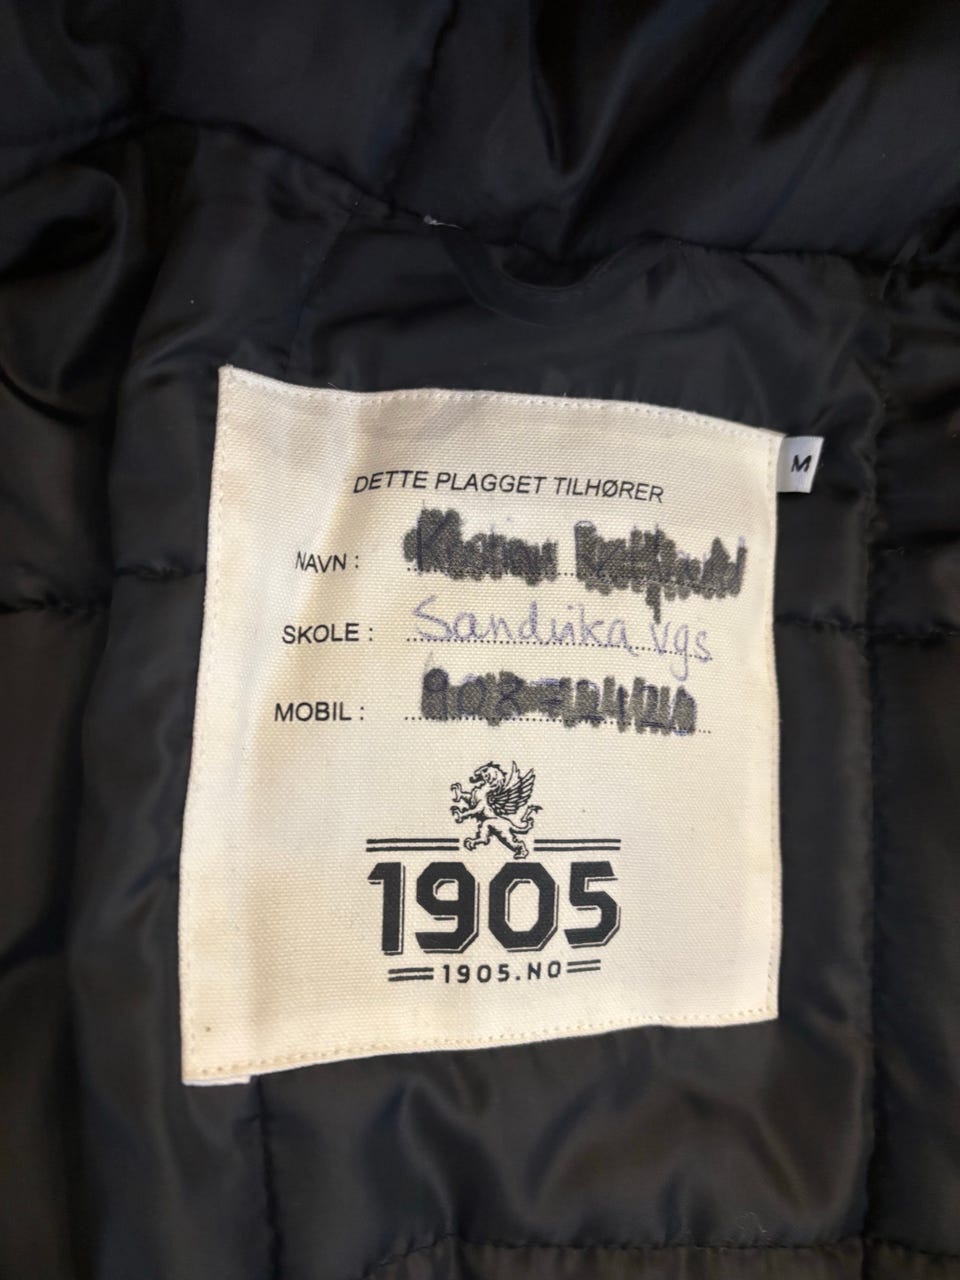 M
DETTE PLAGGET TILHØRER
NAVN :
SKOLE : Sandvika vgs
MOBIL :
1905
1905.NO